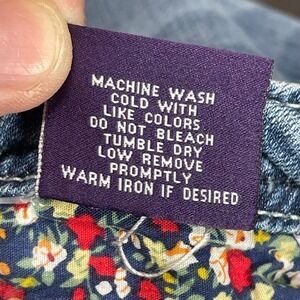 MACHINE WASH
COLD WITH
LIKE COLORS
DO NOT BLEACH
TUMBLE DRY
LOW REMOVE
PROMPTLY
WARM IRON IF DESIRED